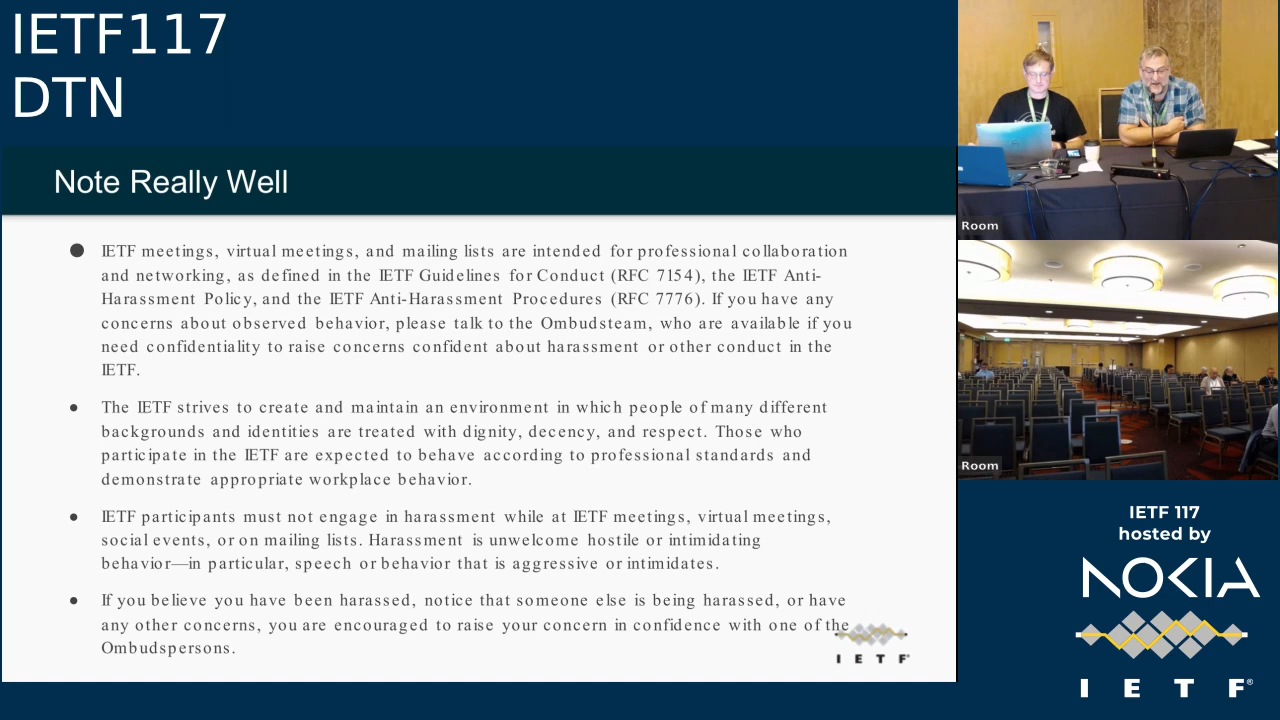 IETF117
DTN
Note Really Well
● IETF meetings, virtual meetings, and mailing lists are intended for professional collaboration
and networking, as defined in the IETF Guidelines for Conduct (RFC 7154), the IETF Anti-
Harassment Policy, and the IETF Anti-Harassment Procedures (RFC 7776). If you have any
concerns about observed behavior, please talk to the Ombudsteam, who are available if you
need confidentiality to raise concerns confident about harassment or other conduct in the
IETF.
● The IETF strives to create and maintain an environment in which people of many different
backgrounds and identities are treated with dignity, decency, and respect. Those who
participate in the IETF are expected to behave according to professional standards and
demonstrate appropriate workplace behavior.
● IETF participants must not engage in harassment while at IETF meetings, virtual meetings,
social events, or on mailing lists. Harassment is unwelcome hostile or intimidating
behavior—in particular, speech or behavior that is aggressive or intimidates.
● If you believe you have been harassed, notice that someone else is being harassed, or have
any other concerns, you are encouraged to raise your concern in confidence with one of the
Ombudspersons.
I E T F
Room
Room
IETF 117
hosted by
NOKIA
I E T F®